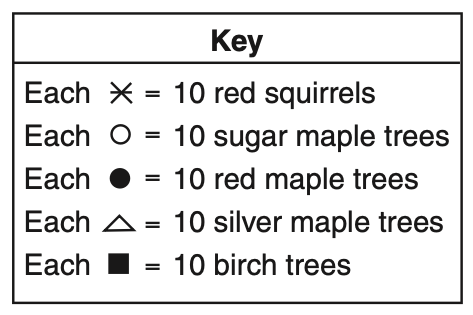 Key
Each = 10 red squirrels
Each = 10 sugar maple trees
Each = 10 red maple trees
Each = 10 silver maple trees
Each = 10 birch trees